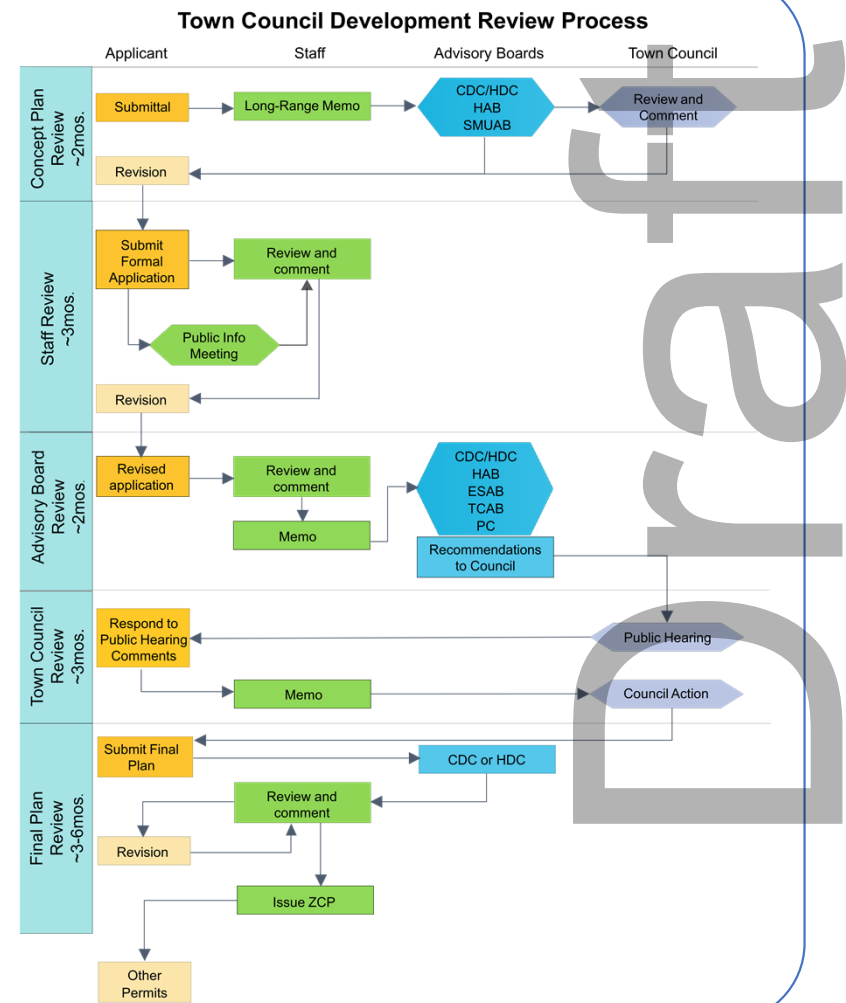 Town Council Development Review Process
Applicant
Staff
Advisory Boards
Town Council
Concept Plan
Review
~2mos.
Submittal
Long-Range Memo
CDC/HDC
HAB
SMUAB
Review and
Comment
Revision
Staff Review
~3mos.
Submit
Formal
Application
Review and
comment
Public Info
Meeting
Revision
Advisory Board
Review
~2mos.
Revised
application
Review and
comment
Memo
CDC/HDC
HAB
ESAB
TCAB
PC
Recommendations
to Council
Town Council
Review
~3mos.
Respond to
Public Hearing
Comments
Public Hearing
Memo
Council Action
Final Plan
Review
~3-6mos.
Submit Final
Plan
CDC or HDC
Review and
comment
Revision
Issue ZCP
Other
Permits
Draft